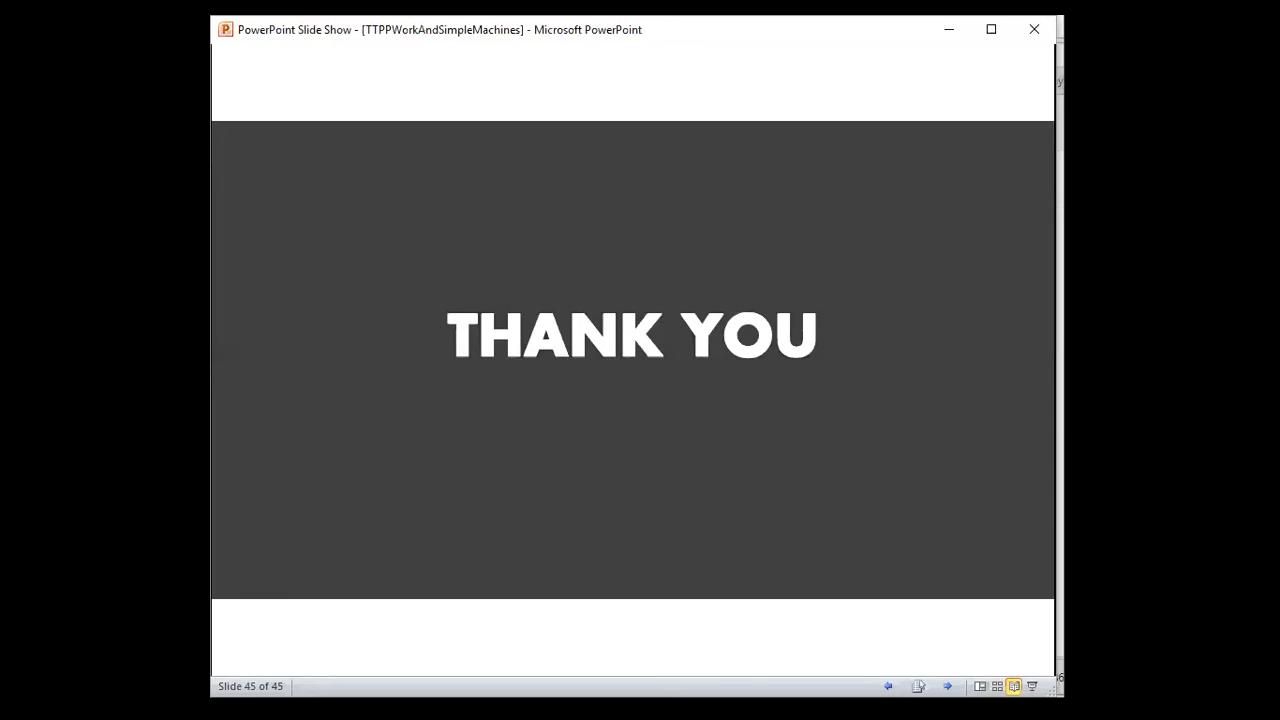 PowerPoint Slide Show - [TTPPWorkAndSimpleMachines] - Microsoft PowerPoint
THANK YOU
Slide 45 of 45